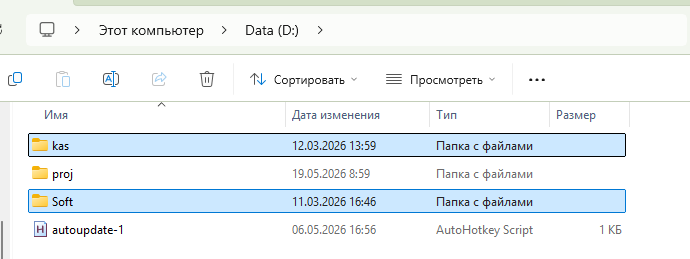 Этот компьютер > Data (D:) >
Сортировать Просмотреть ...
Имя Дата изменения Тип Размер
kas 12.03.2026 13:59 Папка с файлами
proj 19.05.2026 8:59 Папка с файлами
Soft 11.03.2026 16:46 Папка с файлами
autoupdate-1 06.05.2026 16:56 AutoHotkey Script 1 КБ